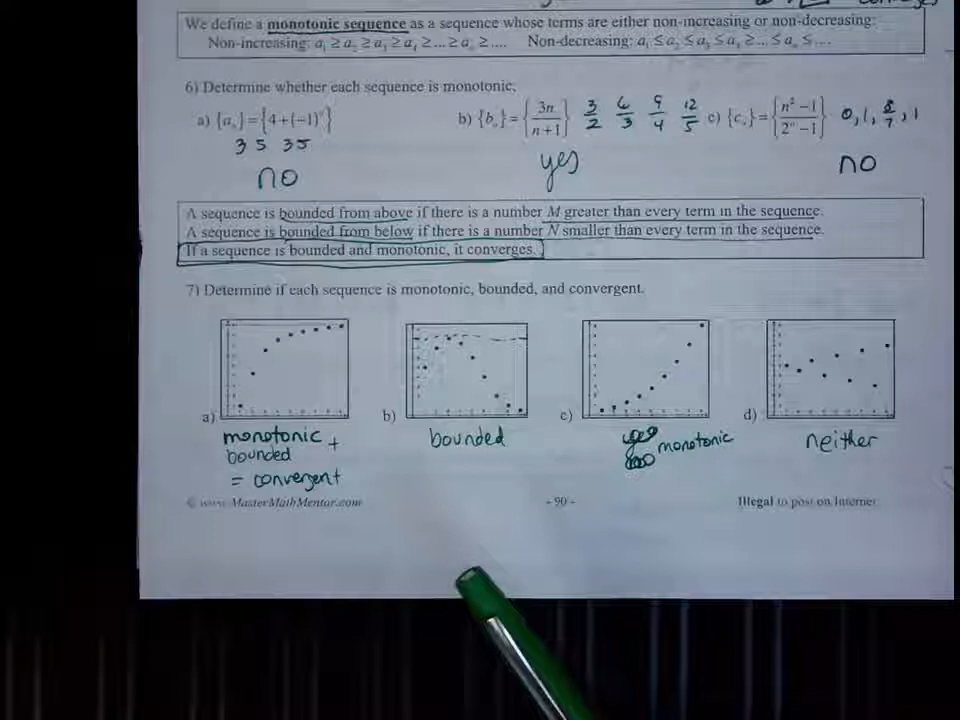 We define a monotonic sequence as a sequence whose terms are either non-increasing or non-decreasing:
Non-increasing: a₁ ≥ a₂ ≥ a₃ ≥ a₄ ≥ ... ≥ aₙ ≥ .... Non-decreasing: a₁ ≤ a₂ ≤ a₃ ≤ a₄ ≥ ... ≤ aₙ ≤ ....
6) Determine whether each sequence is monotonic.
a) {aₙ} = {4+(-1)ⁿ} b) {bₙ} = {3n/(n+1)} 3/2 6/3 9/4 12/5 c) {cₙ} = {(n²-1)/(2ⁿ-1)} 0, 1, 8/7, 1
3 5 3 5
no yes no
A sequence is bounded from above if there is a number M greater than every term in the sequence.
A sequence is bounded from below if there is a number N smaller than every term in the sequence.
If a sequence is bounded and monotonic, it converges.
7) Determine if each sequence is monotonic, bounded, and convergent.
a) b) c) d)
monotonic + bounded = convergent
bounded
monotonic
neither
© www.MasterMathMentor.com - 90 - Illegal to post on Internet